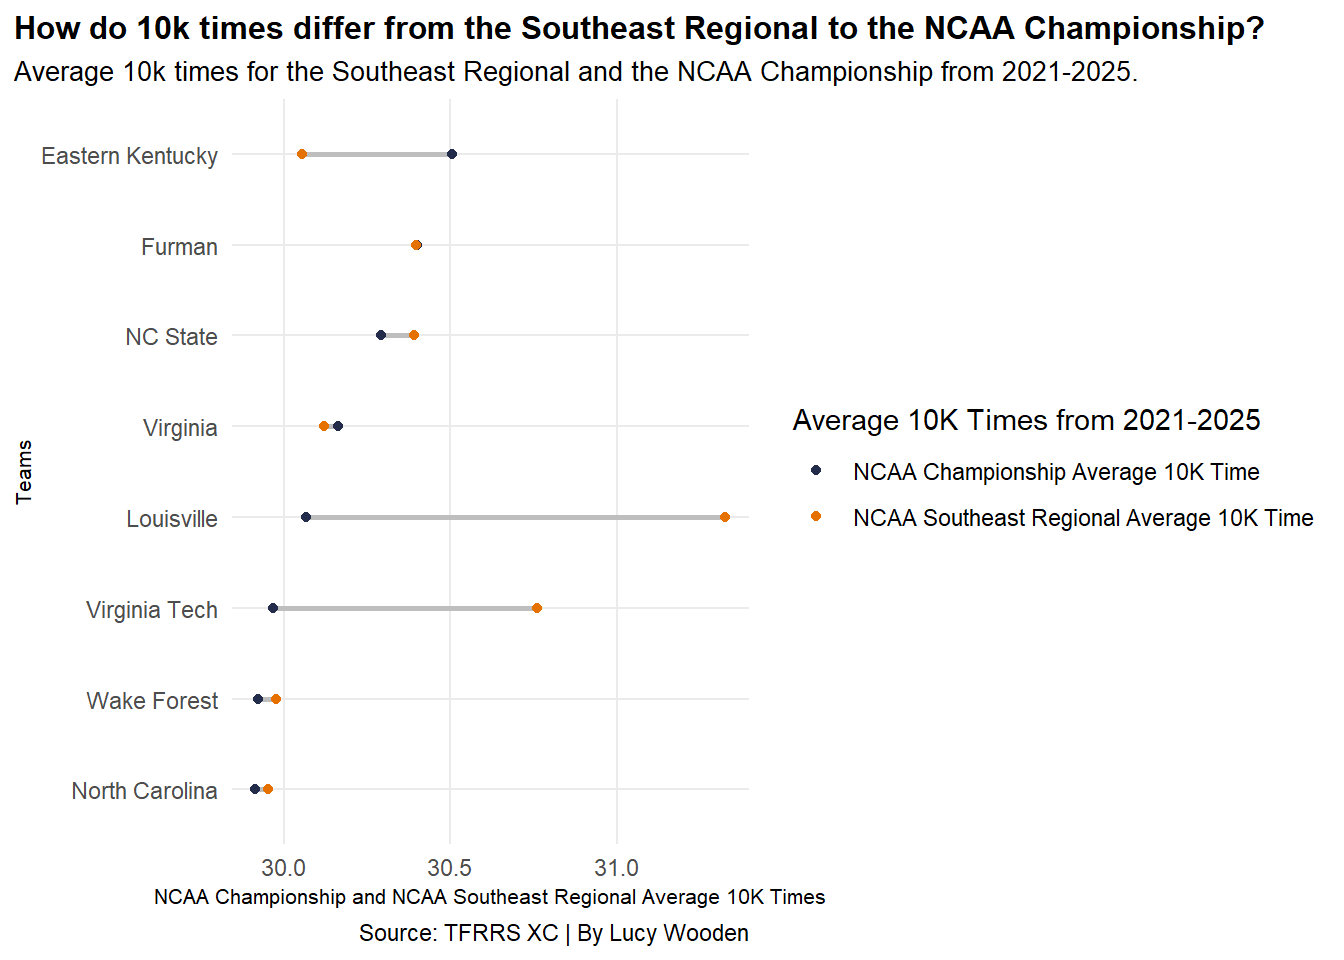 How do 10k times differ from the Southeast Regional to the NCAA Championship?
Average 10k times for the Southeast Regional and the NCAA Championship from 2021-2025.
Eastern Kentucky
Furman
NC State
Virginia
Louisville
Virginia Tech
Wake Forest
North Carolina
Teams
30.0
30.5
31.0
NCAA Championship and NCAA Southeast Regional Average 10K Times
Source: TFRRS XC | By Lucy Wooden
Average 10K Times from 2021-2025
NCAA Championship Average 10K Time
NCAA Southeast Regional Average 10K Time